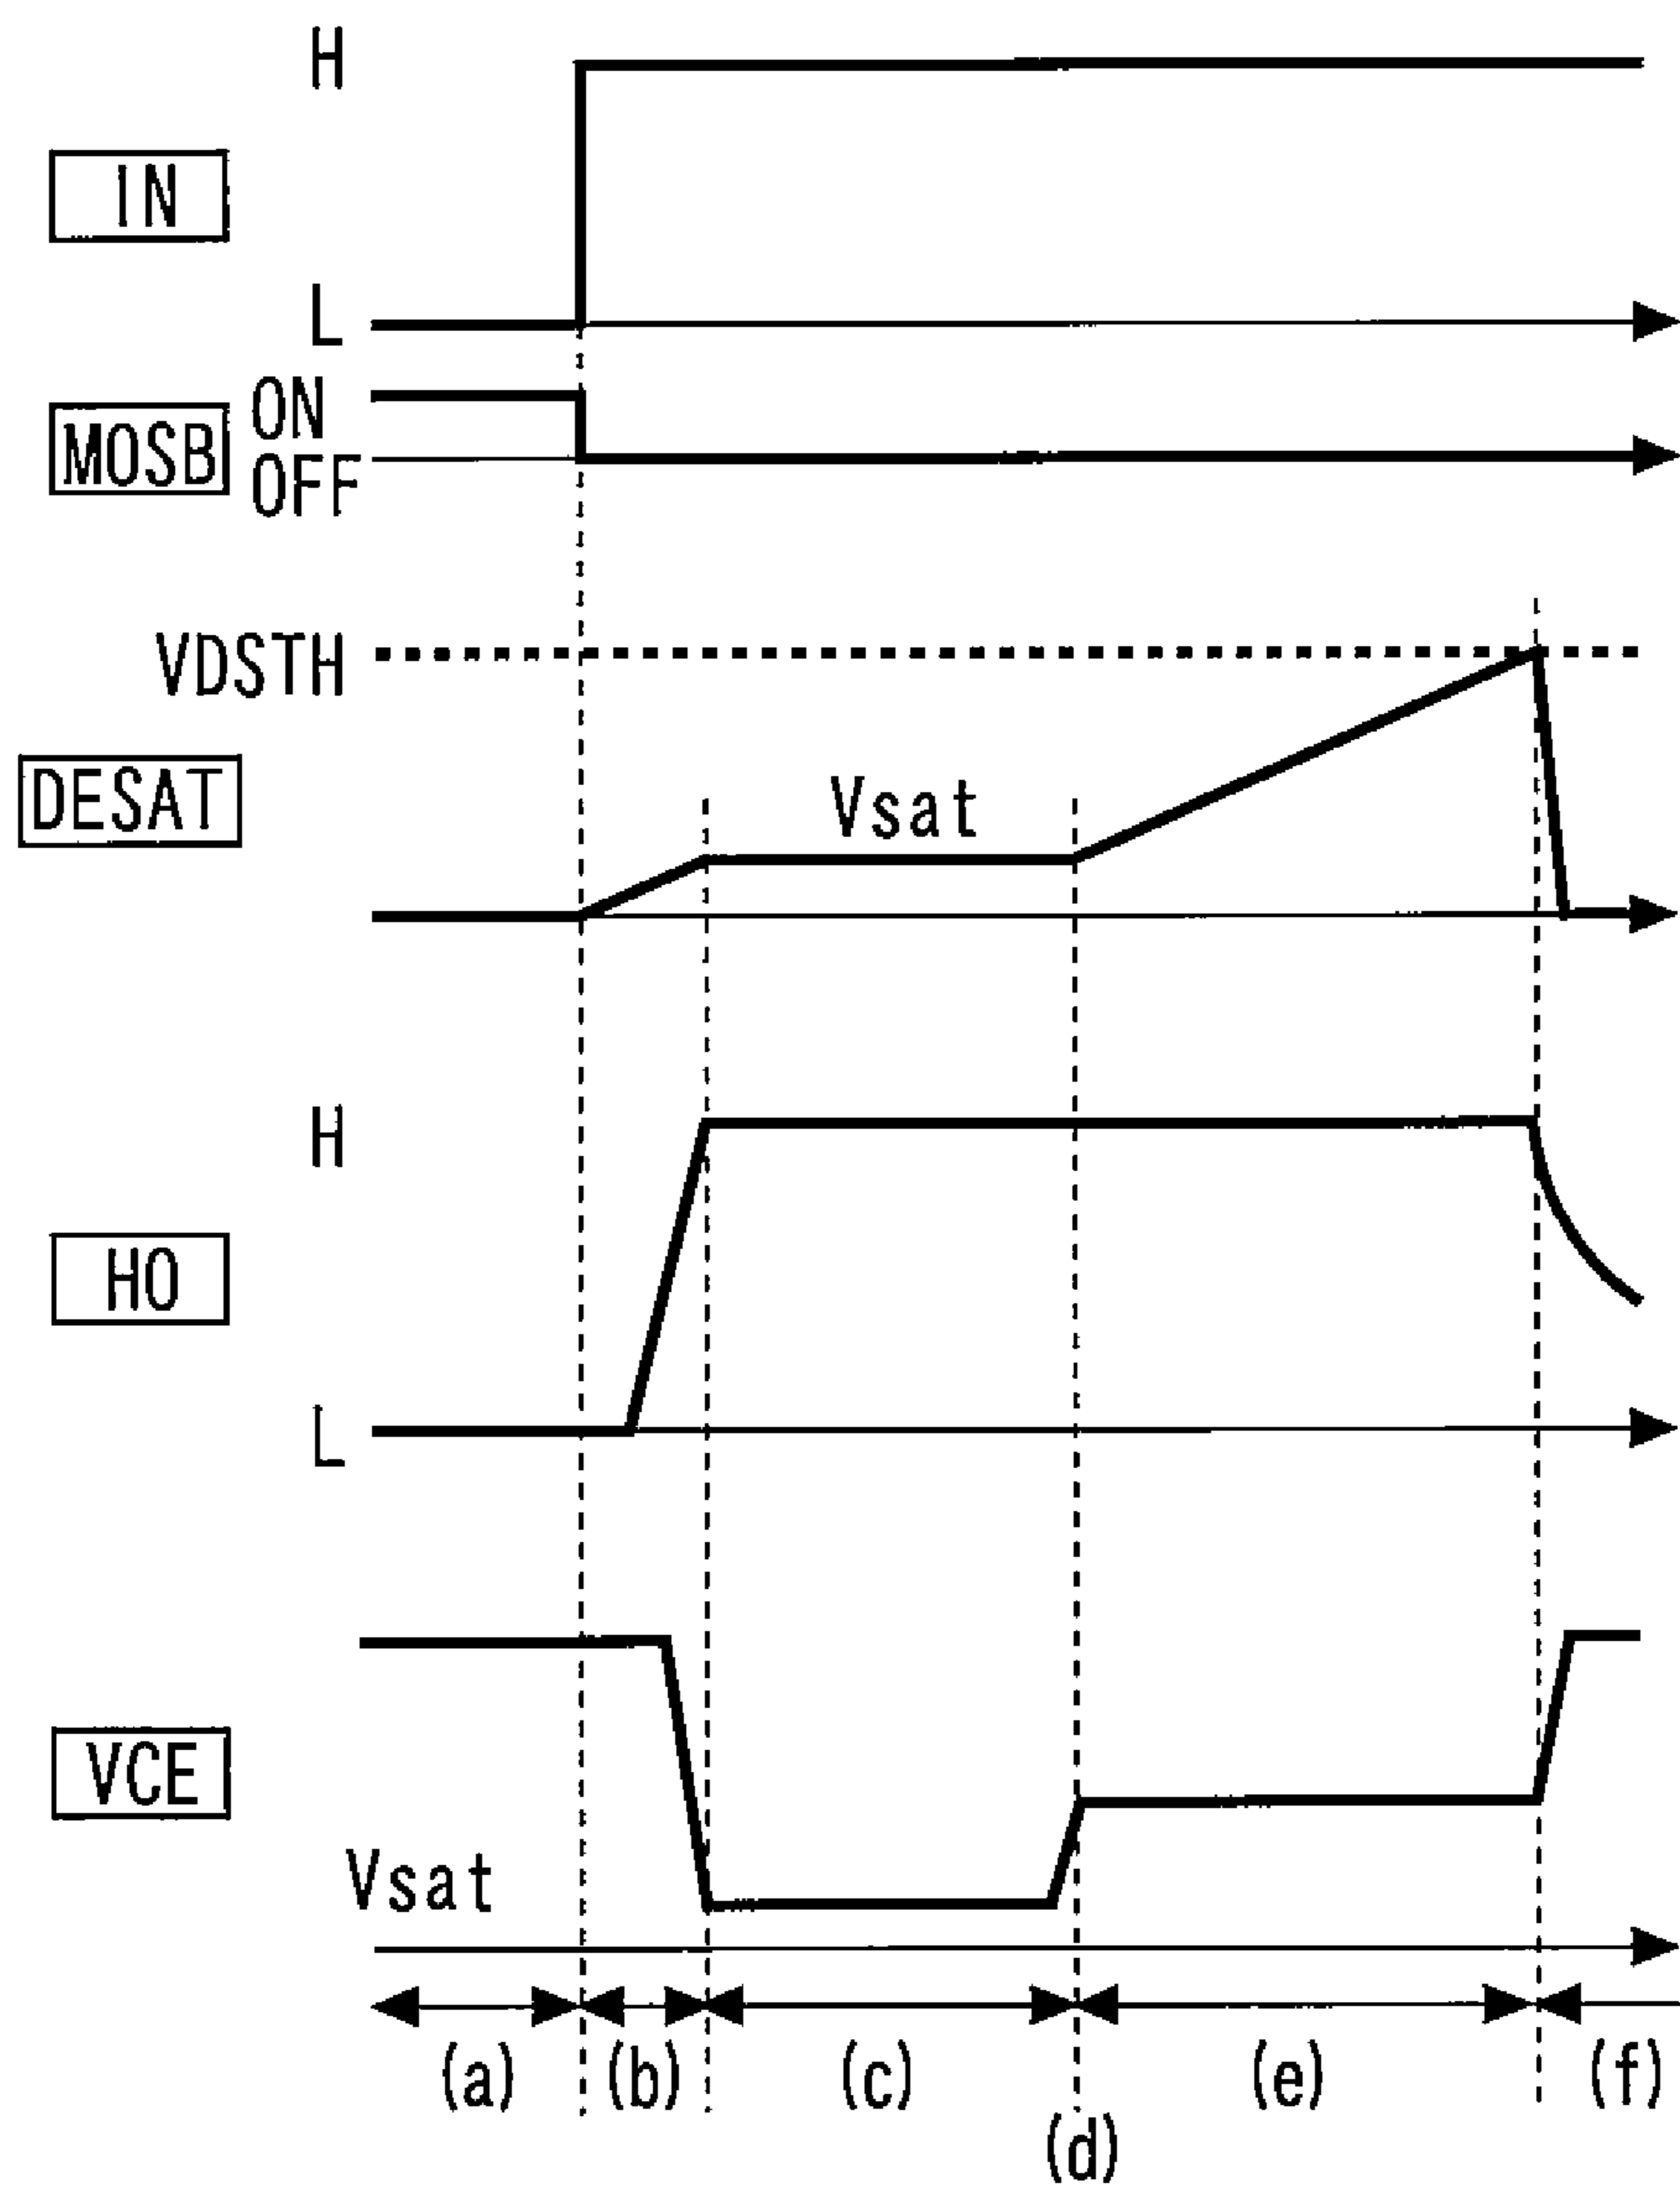 H
IN
L
MOSB
ON
OFF
VDSTH
DESAT
Vsat
H
HO
L
VCE
Vsat
(a) (b) (c) (e) (f)
(d)